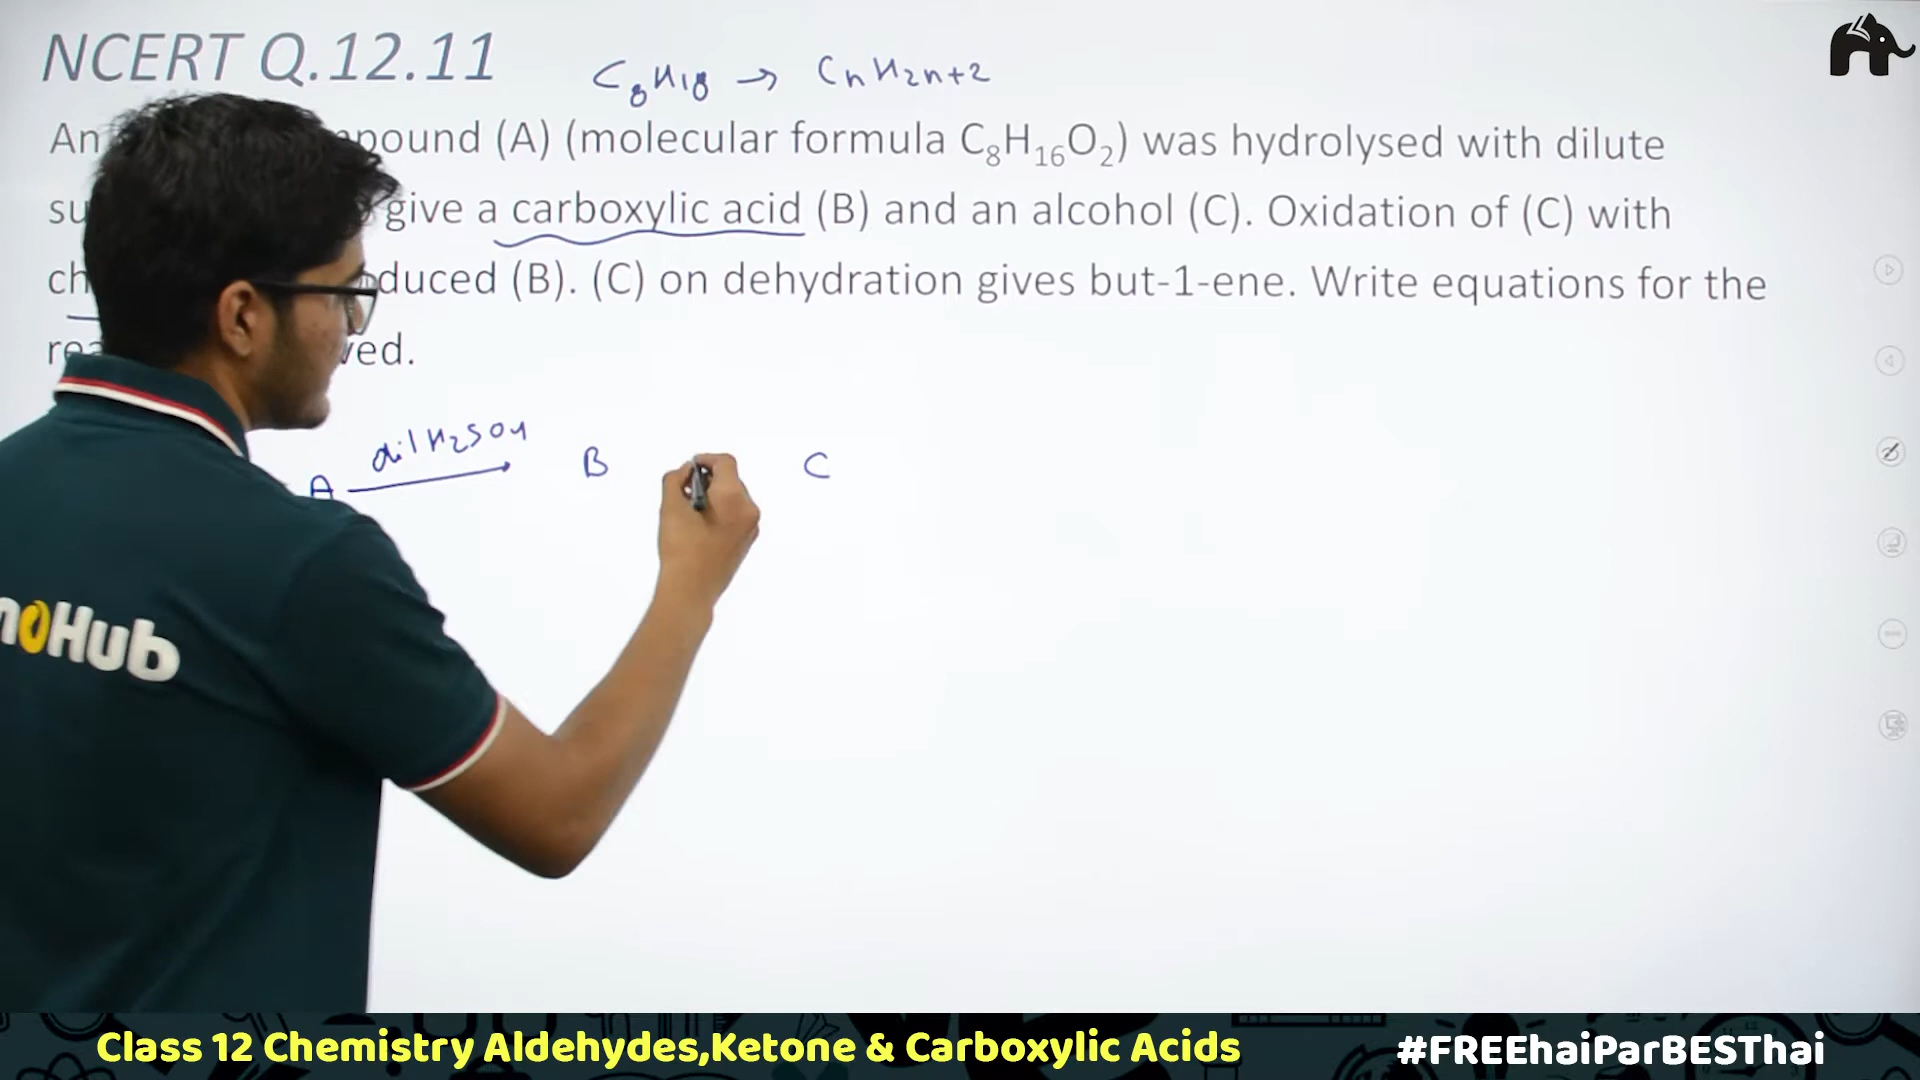 NCERT Q.12.11
C₈H₁₈ → CₙH₂ₙ₊₂
An pound (A) (molecular formula C₈H₁₆O₂) was hydrolysed with dilute
su give a carboxylic acid (B) and an alcohol (C). Oxidation of (C) with
ch duced (B). (C) on dehydration gives but-1-ene. Write equations for the
rea ved.
dil H₂SO₄
A → B C
noHub
Class 12 Chemistry Aldehydes,Ketone & Carboxylic Acids
#FREEhaiParBESThai